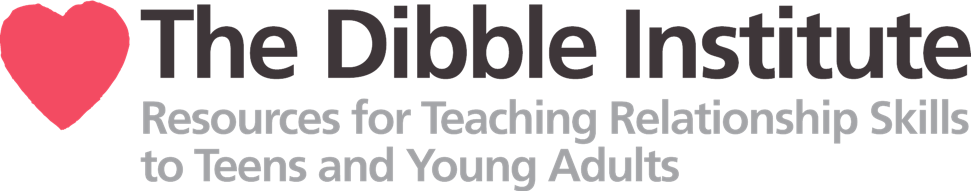 The Dibble Institute
Resources for Teaching Relationship Skills
to Teens and Young Adults